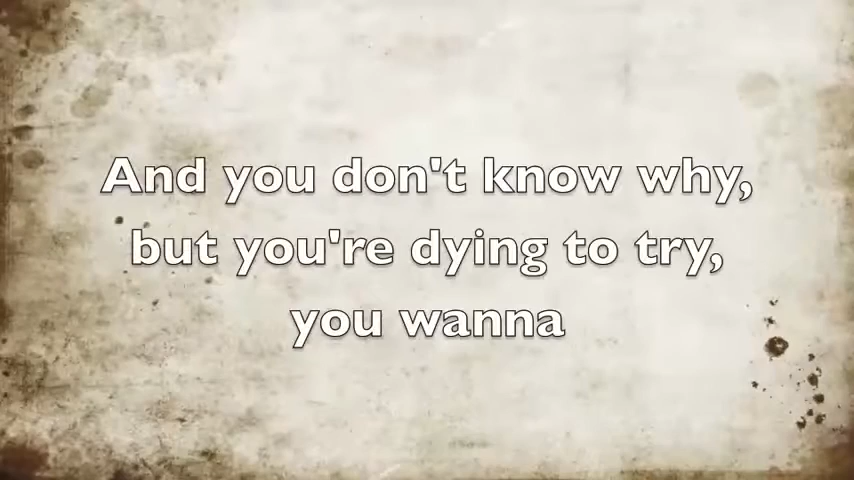 And you don't know why,
but you're dying to try,
you wanna